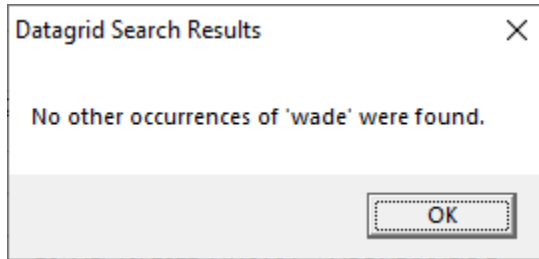 Datagrid Search Results
No other occurrences of 'wade' were found.
OK